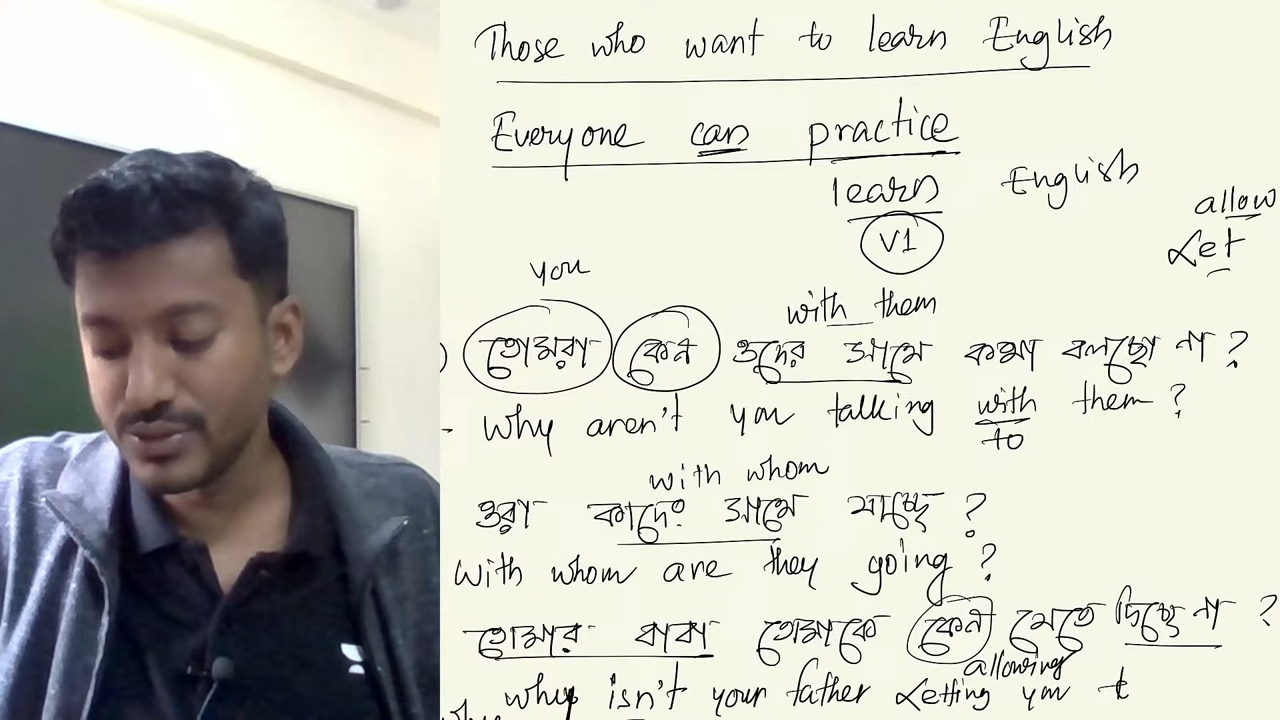 Those who want to learn English
Everyone can practice
learn English
allow
V1
Let
you
with them
তোমরা কেন ওদের সাথে কথা বলছো না ?
- Why aren't you talking with them ?
to
with whom
ওরা কাদের সাথে যাচ্ছে ?
With whom are they going ?
তোমার বাবা তোমাকে কেন যেতে দিচ্ছে না ?
allowing
why isn't your father Letting you t